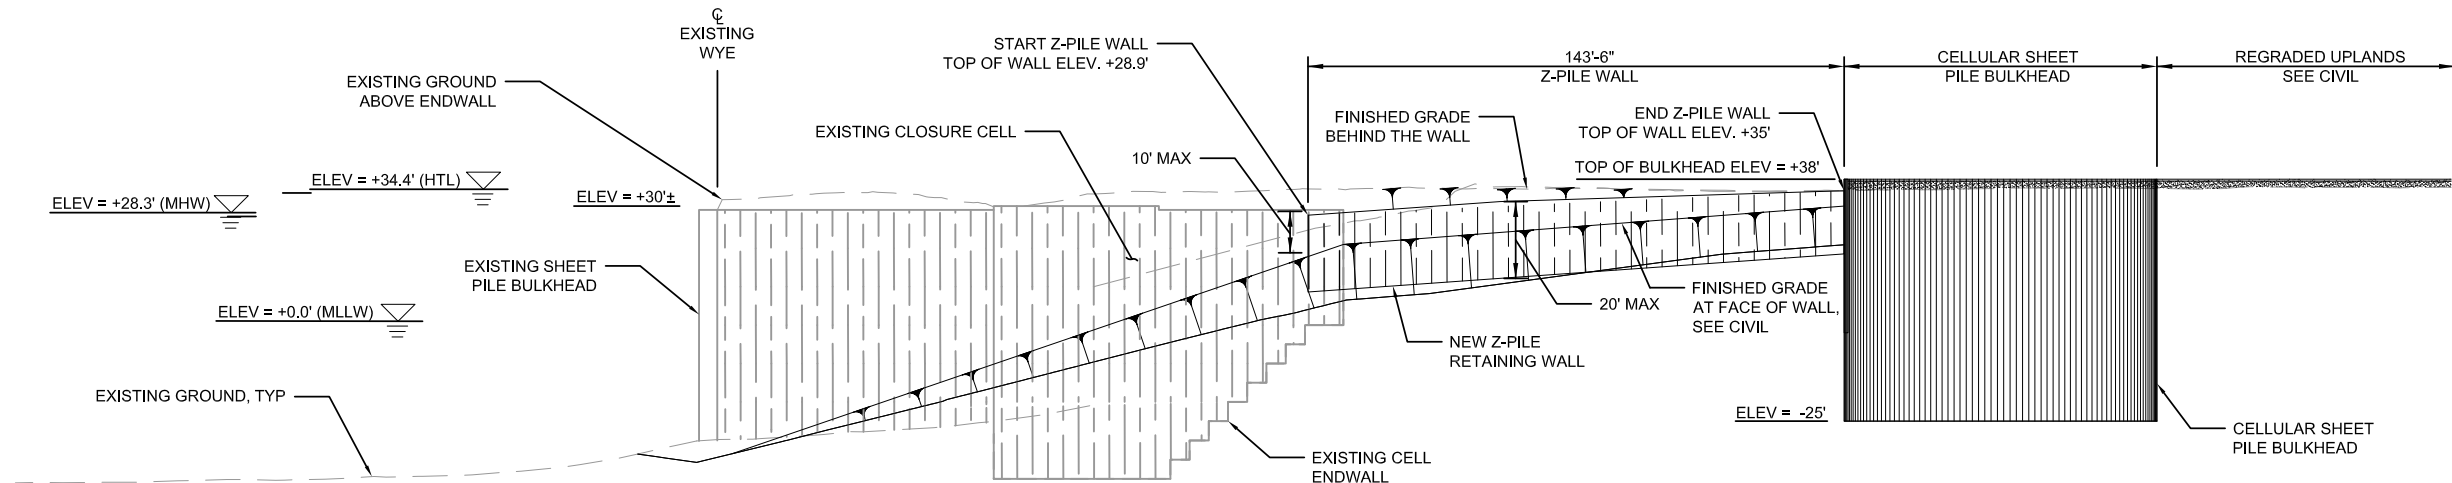 ℄
EXISTING
WYE
START Z-PILE WALL
TOP OF WALL ELEV. +28.9'
143'-6"
Z-PILE WALL
CELLULAR SHEET
PILE BULKHEAD
REGRADED UPLANDS
SEE CIVIL
EXISTING GROUND
ABOVE ENDWALL
EXISTING CLOSURE CELL
FINISHED GRADE
BEHIND THE WALL
END Z-PILE WALL
TOP OF WALL ELEV. +35'
10' MAX
TOP OF BULKHEAD ELEV = +38'
ELEV = +34.4' (HTL)
ELEV = +28.3' (MHW)
ELEV = +30'±
EXISTING SHEET
PILE BULKHEAD
ELEV = +0.0' (MLLW)
20' MAX
FINISHED GRADE
AT FACE OF WALL,
SEE CIVIL
NEW Z-PILE
RETAINING WALL
EXISTING GROUND, TYP
ELEV = -25'
EXISTING CELL
ENDWALL
CELLULAR SHEET
PILE BULKHEAD